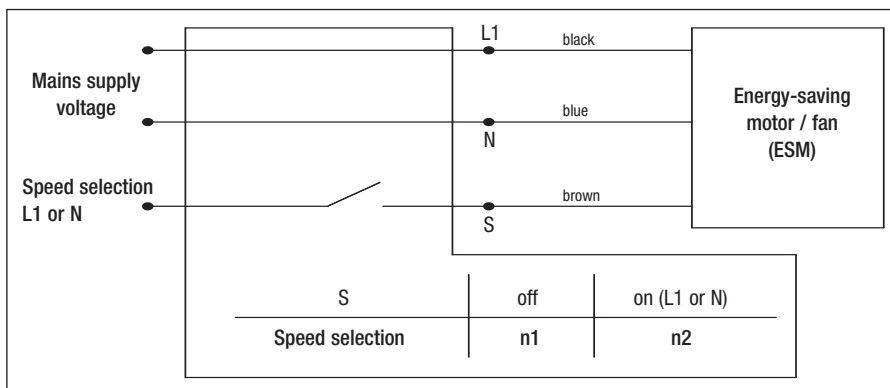 L1
black
Mains supply
voltage
blue
N
Energy-saving
motor / fan
(ESM)
Speed selection
L1 or N
brown
S
S off on (L1 or N)
Speed selection n1 n2